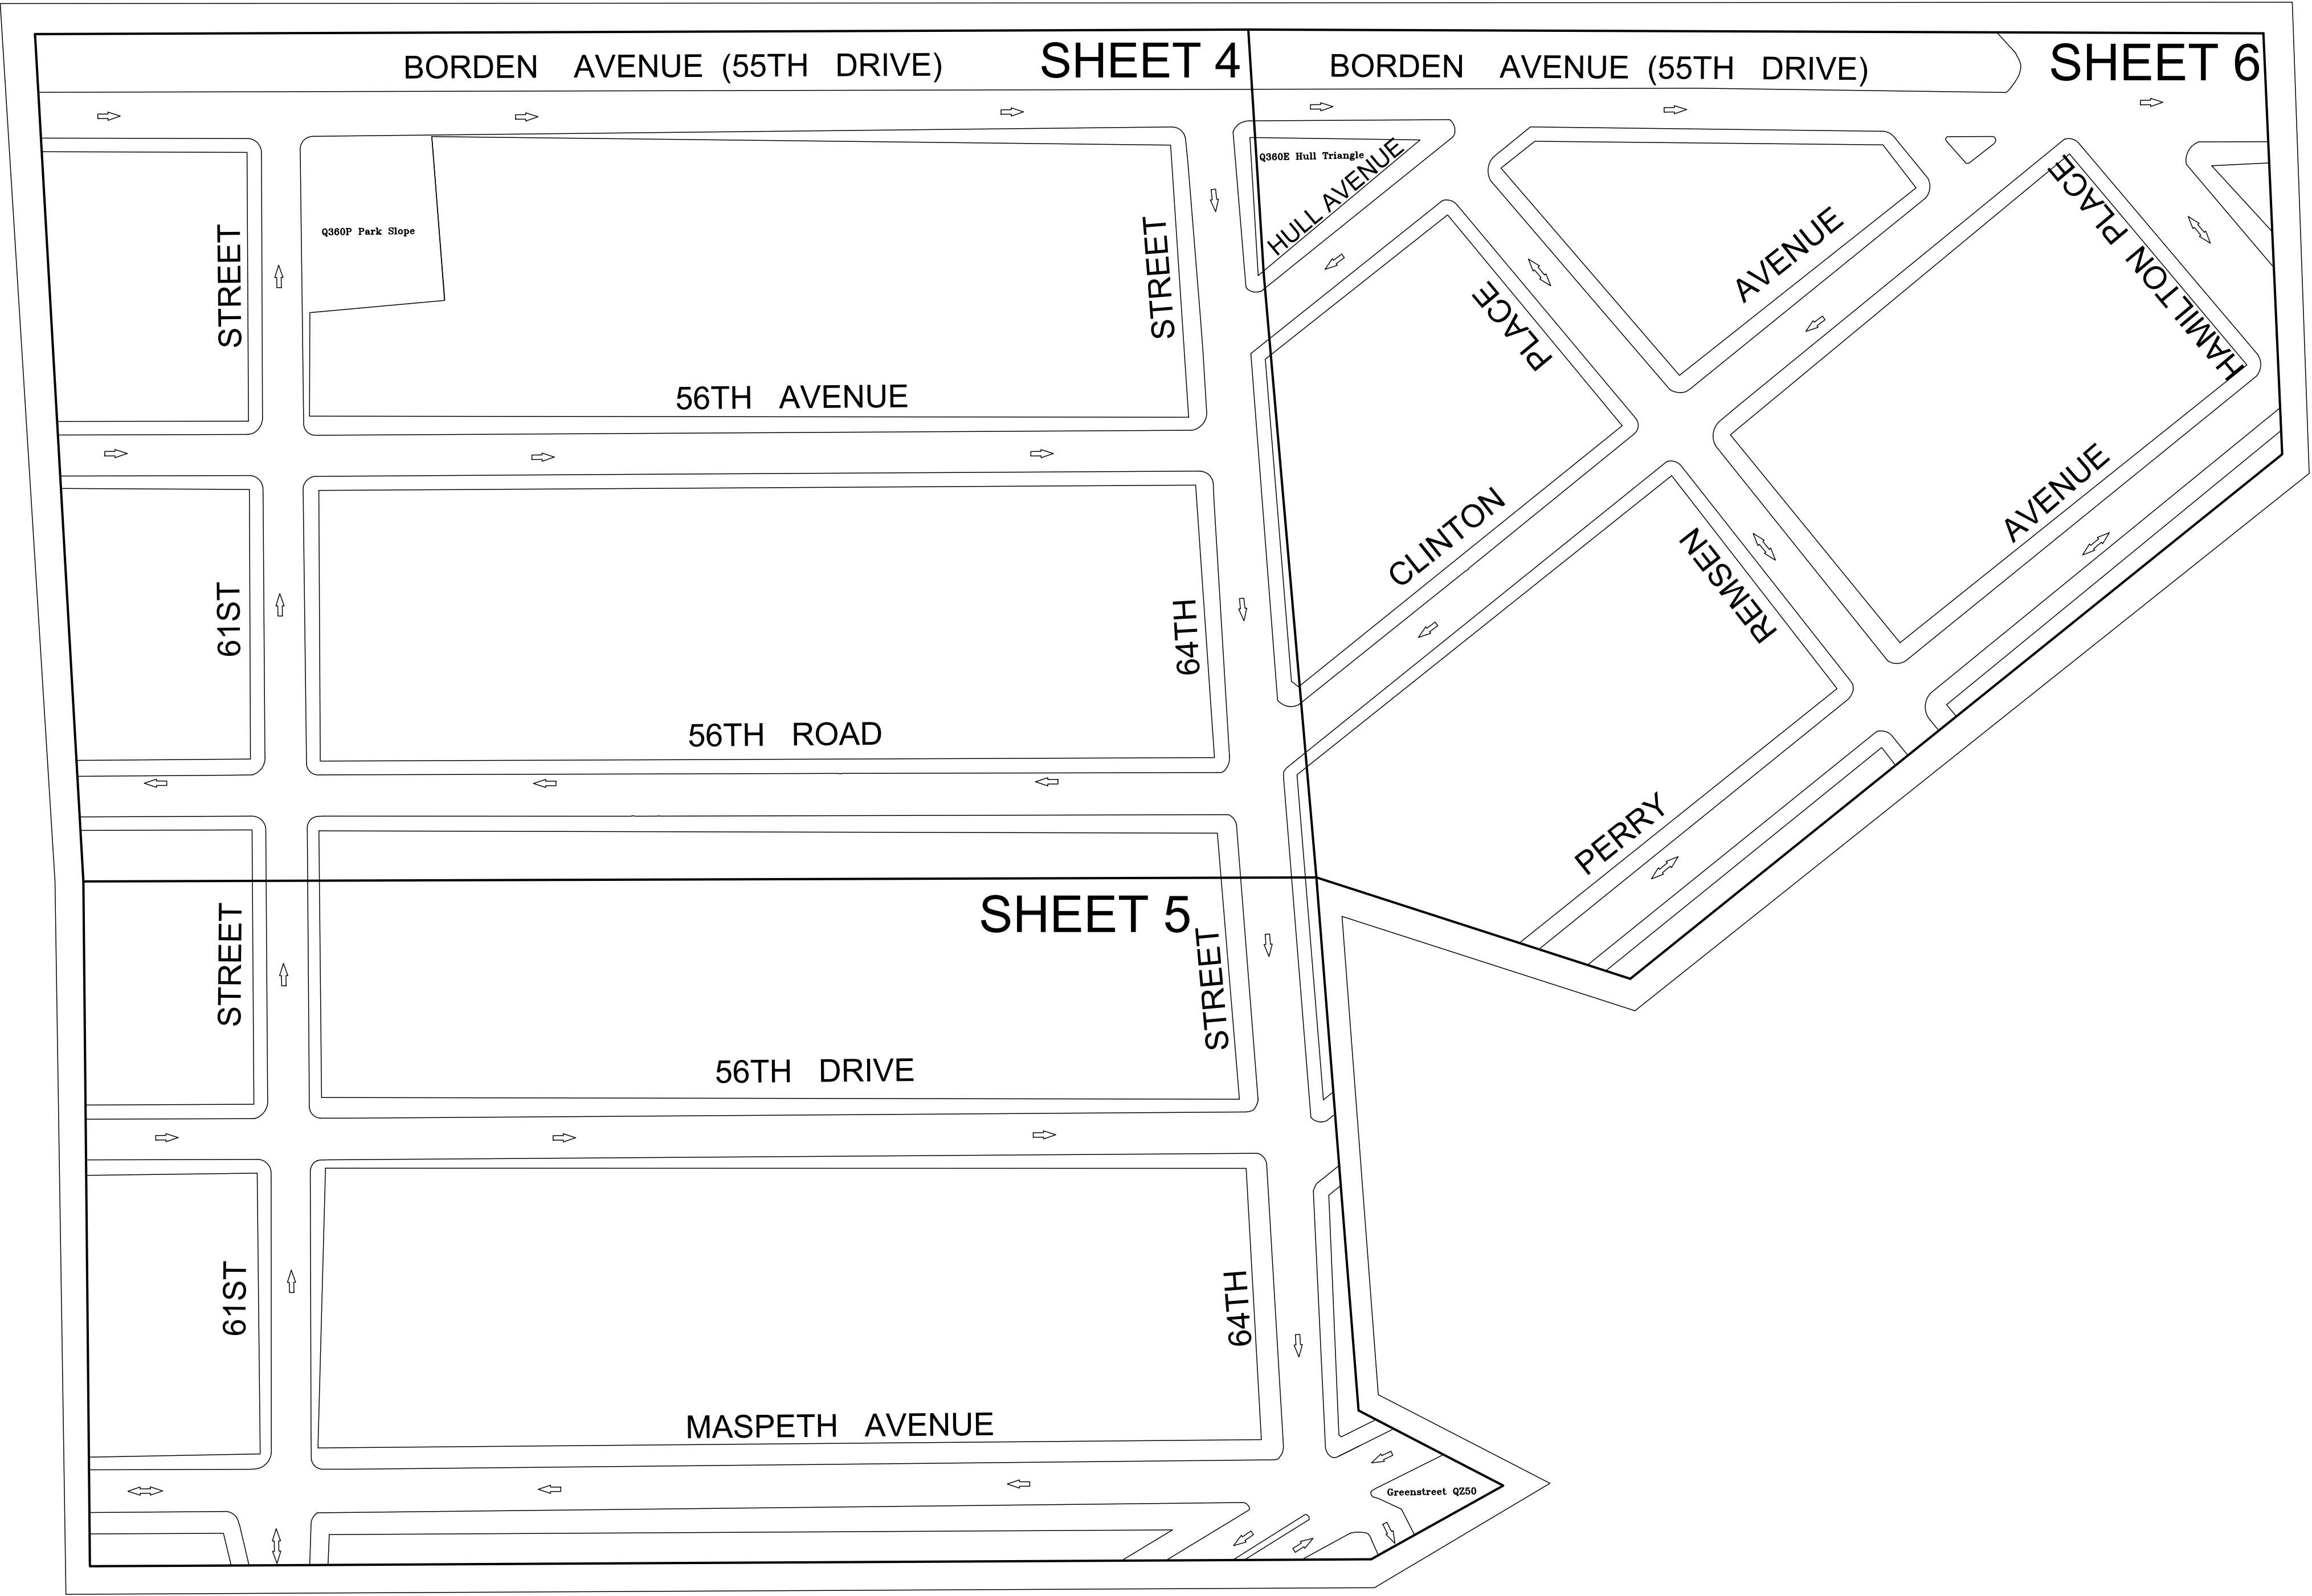 BORDEN AVENUE (55TH DRIVE)
SHEET 4
BORDEN AVENUE (55TH DRIVE)
SHEET 6
Q360E Hull Triangle
HULL AVENUE
HAMILTON PLACE
Q360P Park Slope
STREET
STREET
PLACE
AVENUE
56TH AVENUE
AVENUE
CLINTON
REMSEN
61ST
64TH
56TH ROAD
PERRY
SHEET 5
STREET
STREET
56TH DRIVE
61ST
64TH
MASPETH AVENUE
Greenstreet QZ50